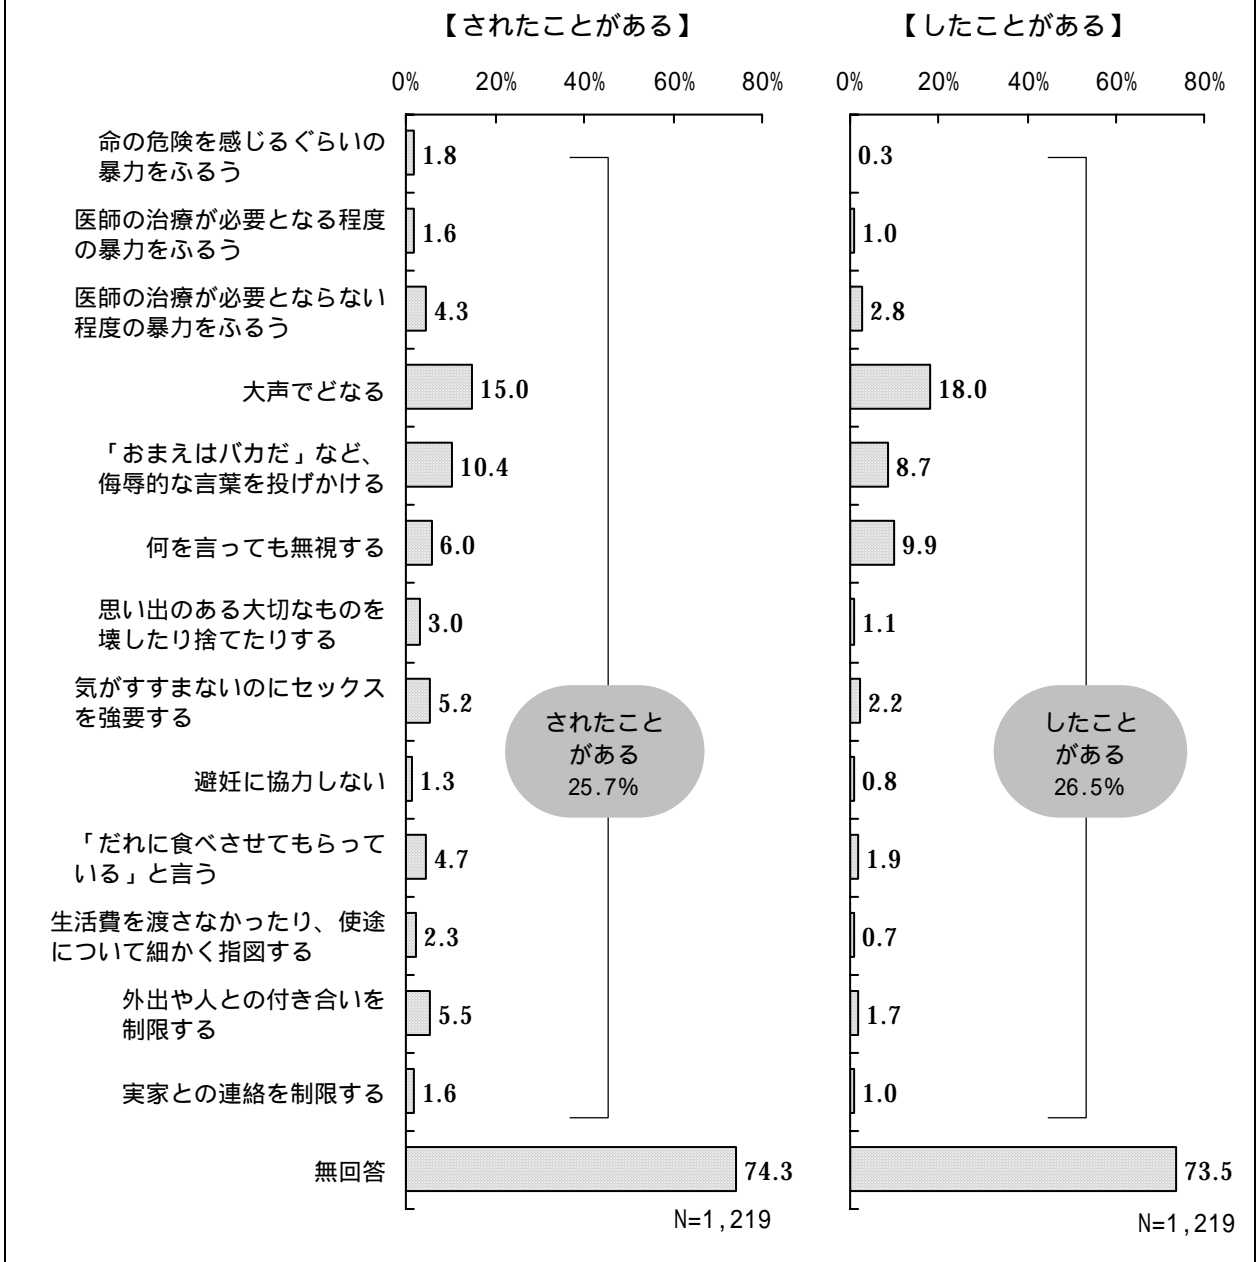 【されたことがある】
【したことがある】
0% 20% 40% 60% 80%
0% 20% 40% 60% 80%
命の危険を感じるぐらいの
暴力をふるう
1.8
0.3
医師の治療が必要となる程度
の暴力をふるう
1.6
1.0
医師の治療が必要とならない
程度の暴力をふるう
4.3
2.8
大声でどなる
15.0
18.0
「おまえはバカだ」など、
侮辱的な言葉を投げかける
10.4
8.7
何を言っても無視する
6.0
9.9
思い出のある大切なものを
壊したり捨てたりする
3.0
1.1
気がすすまないのにセックス
を強要する
5.2
2.2
されたこと
がある
25.7%
したこと
がある
26.5%
避妊に協力しない
1.3
0.8
「だれに食べさせてもらって
いる」と言う
4.7
1.9
生活費を渡さなかったり、使途
について細かく指図する
2.3
0.7
外出や人との付き合いを
制限する
5.5
1.7
実家との連絡を制限する
1.6
1.0
無回答
74.3
73.5
N=1,219
N=1,219